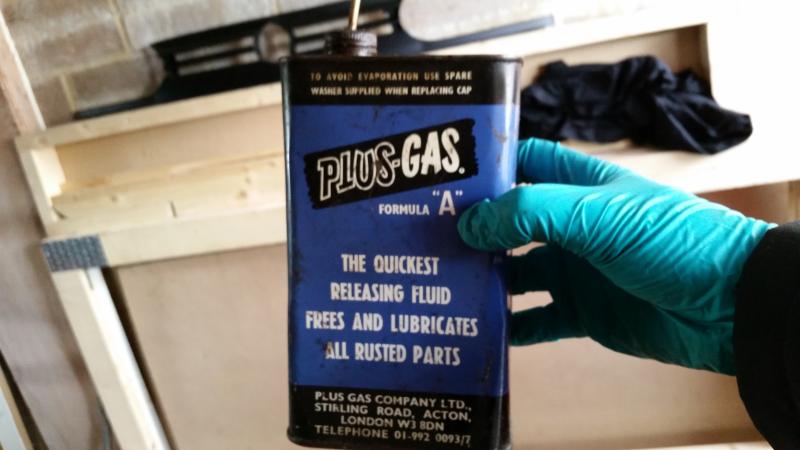 TO AVOID EVAPORATION USE SPARE
WASHER SUPPLIED WHEN REPLACING CAP
PLUS-GAS.
FORMULA "A"
THE QUICKEST
RELEASING FLUID
FREES AND LUBRICATES
ALL RUSTED PARTS
PLUS GAS COMPANY LTD.,
STIRLING ROAD, ACTON,
LONDON W3 8DN
TELEPHONE 01-992 0093/7